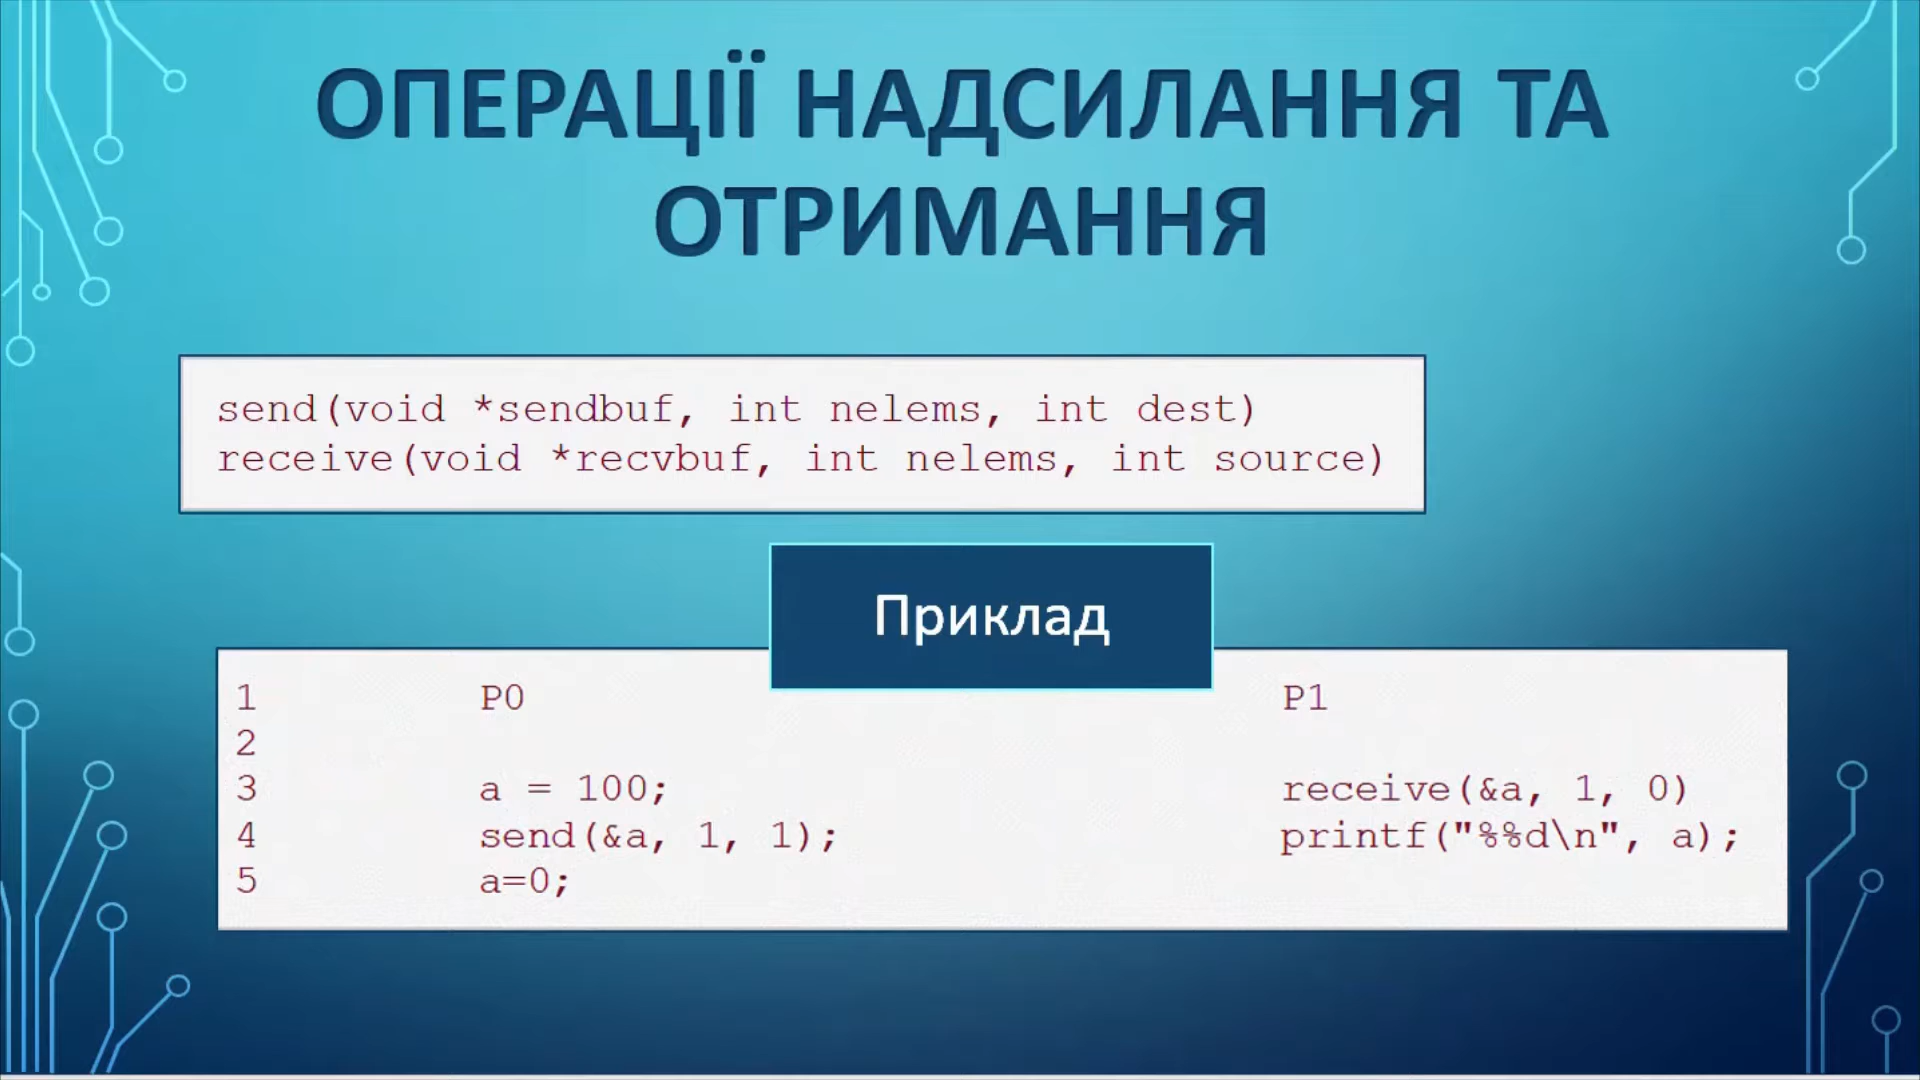 ОПЕРАЦІЇ НАДСИЛАННЯ ТА
ОТРИМАННЯ
send(void *sendbuf, int nelems, int dest)
receive(void *recvbuf, int nelems, int source)
Приклад
1 P0 P1
2
3 a = 100; receive(&a, 1, 0)
4 send(&a, 1, 1); printf("%%d\n", a);
5 a=0;